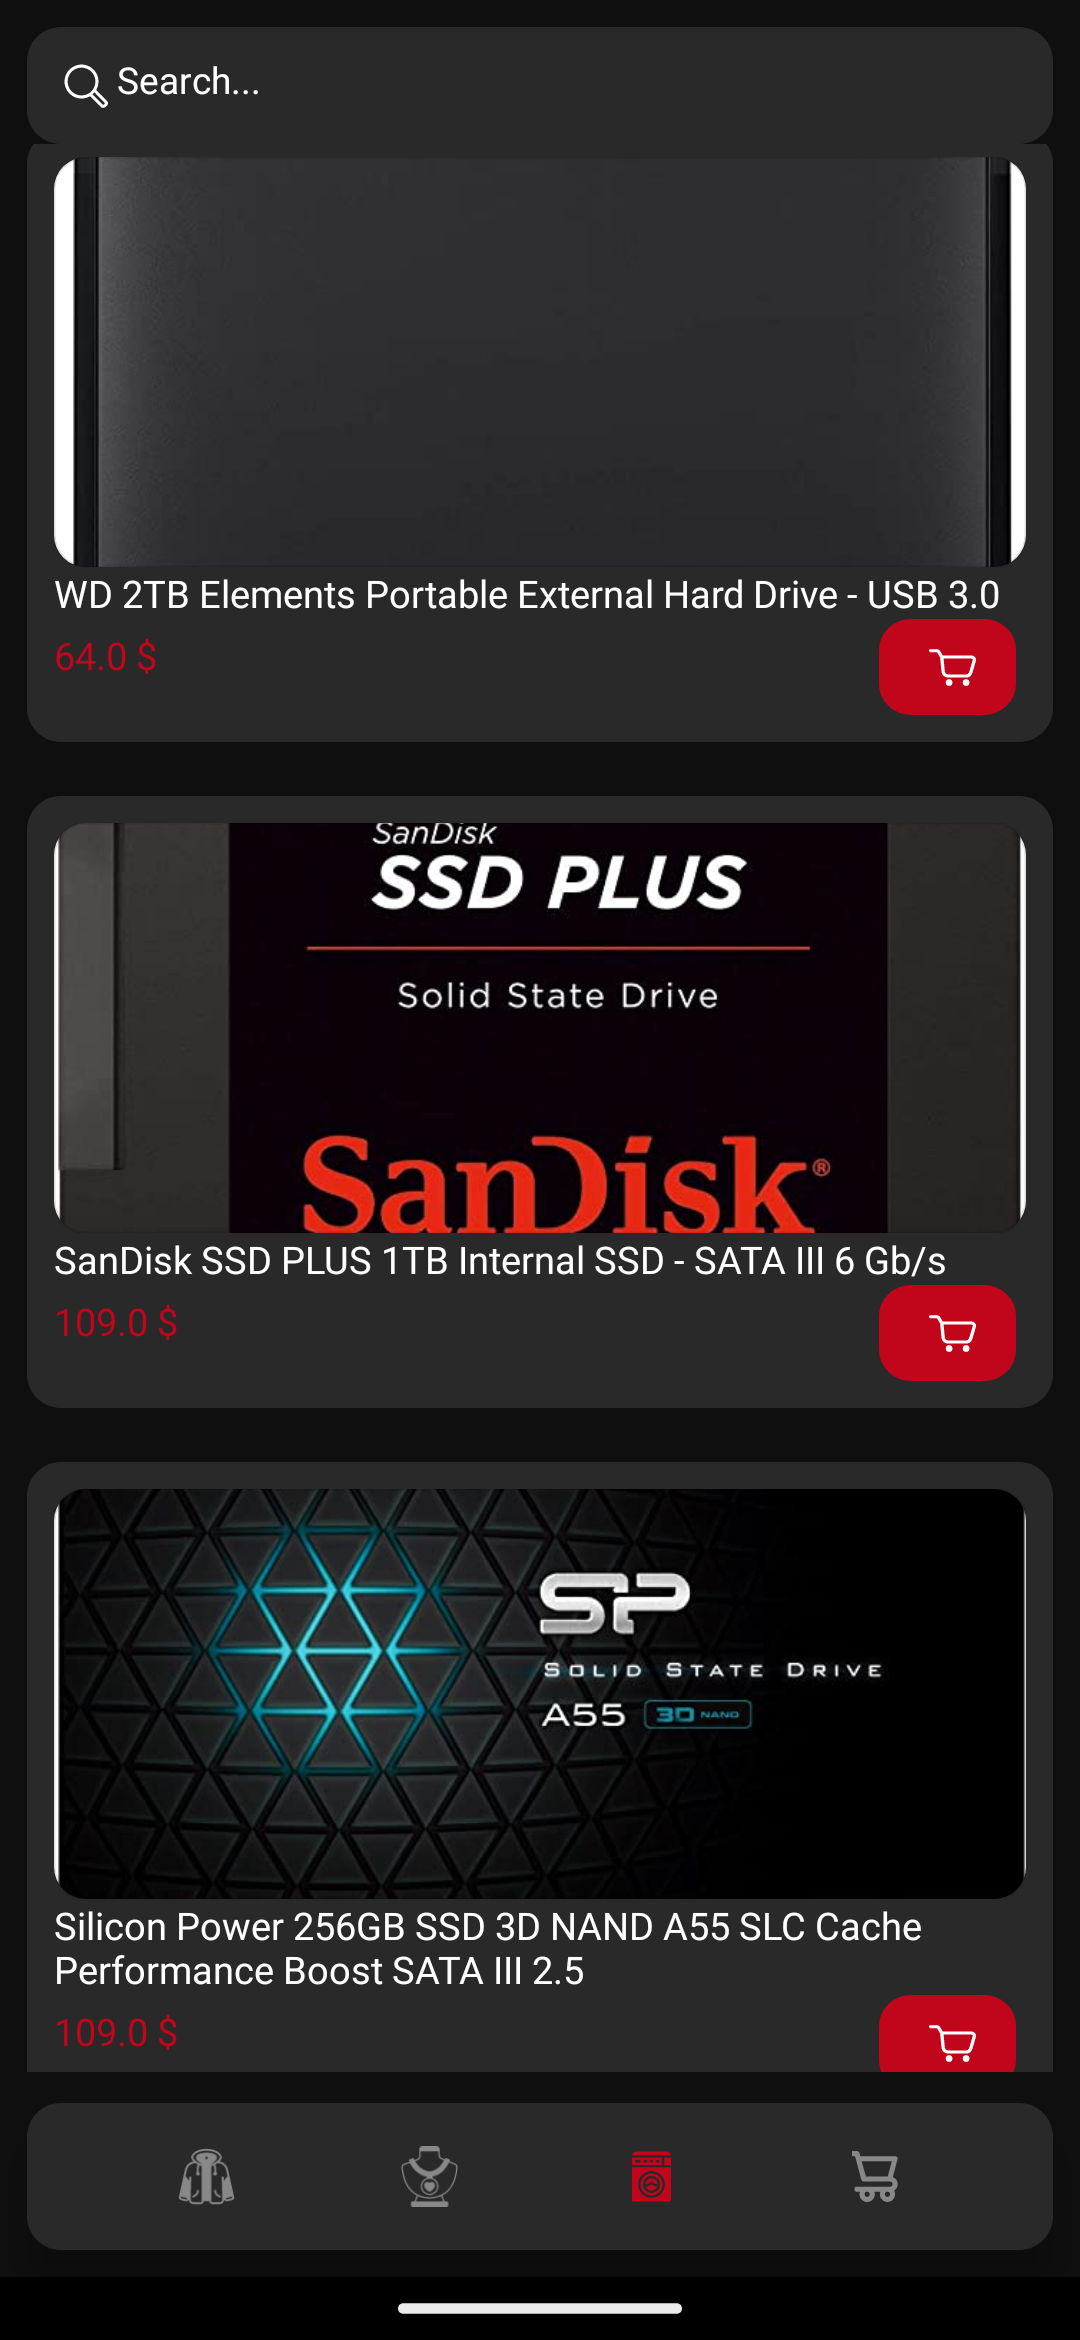 Search...
WD 2TB Elements Portable External Hard Drive - USB 3.0
64.0 $
SanDisk
SSD PLUS
Solid State Drive
SanDisk®
SanDisk SSD PLUS 1TB Internal SSD - SATA III 6 Gb/s
109.0 $
SP
SOLID STATE DRIVE
A55 3D NAND
Silicon Power 256GB SSD 3D NAND A55 SLC Cache
Performance Boost SATA III 2.5
109.0 $